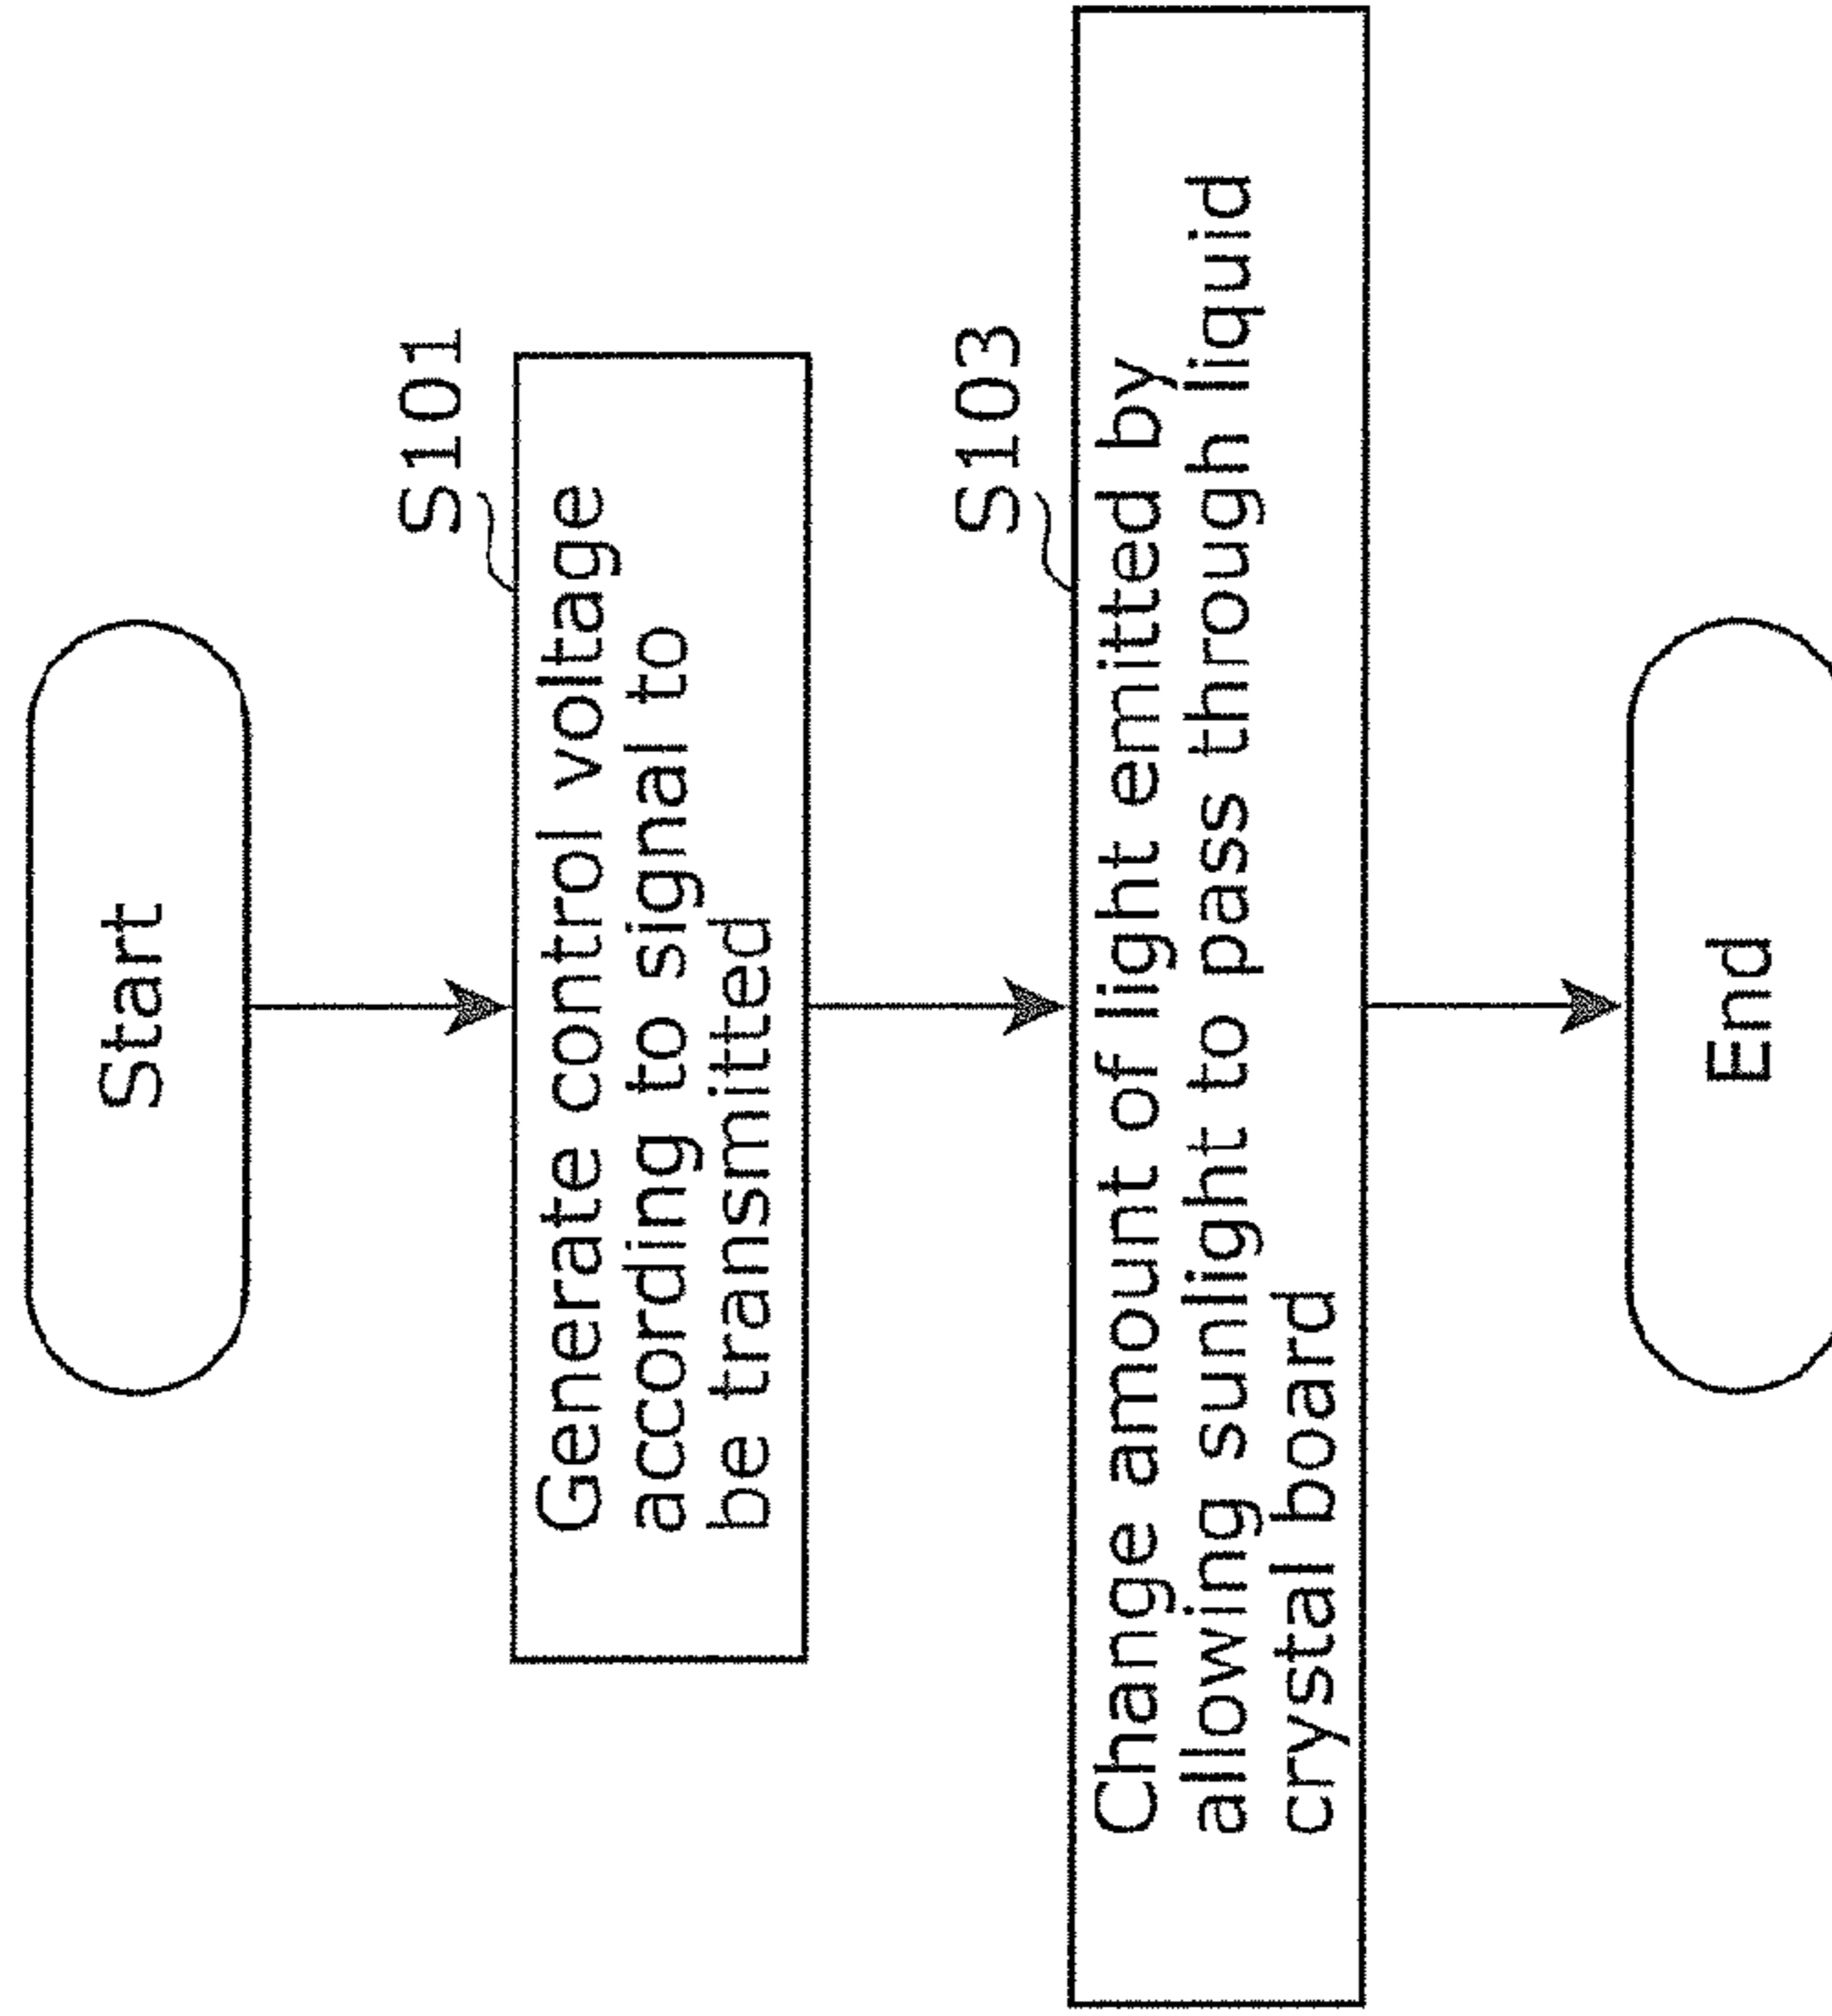 Start
S101
Generate control voltage
according to signal to
be transmitted
S103
Change amount of light emitted by
allowing sunlight to pass through liquid
crystal board
End